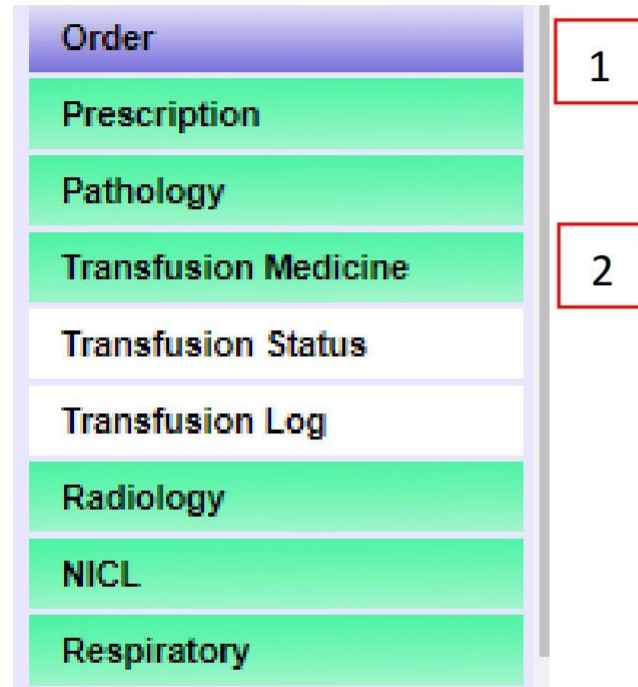 Order
1
Prescription
Pathology
Transfusion Medicine
2
Transfusion Status
Transfusion Log
Radiology
NICL
Respiratory